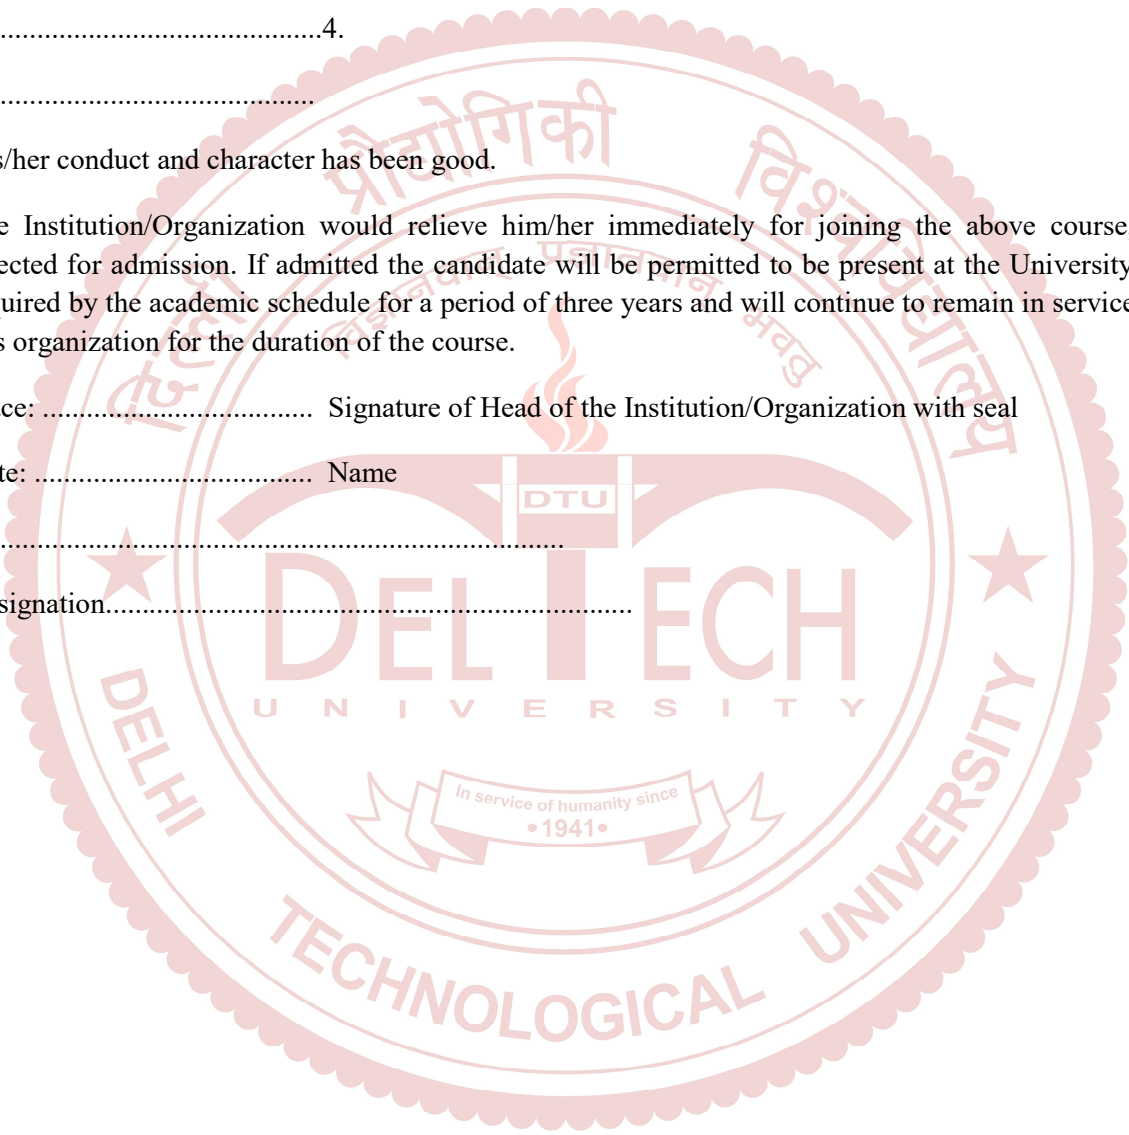 .............................................4.
.............................................
s/her conduct and character has been good.
e Institution/Organization would relieve him/her immediately for joining the above course,
ected for admission. If admitted the candidate will be permitted to be present at the University
quired by the academic schedule for a period of three years and will continue to remain in service
s organization for the duration of the course.
ce: ..................................... Signature of Head of the Institution/Organization with seal
te: ...................................... Name
..............................................................................
signation.........................................................................
दिल्ली प्रौद्योगिकी विश्वविद्यालय
भवतु
DTU
DELTECH
UNIVERSITY
In service of humanity since
•1941•
DELHI TECHNOLOGICAL UNIVERSITY